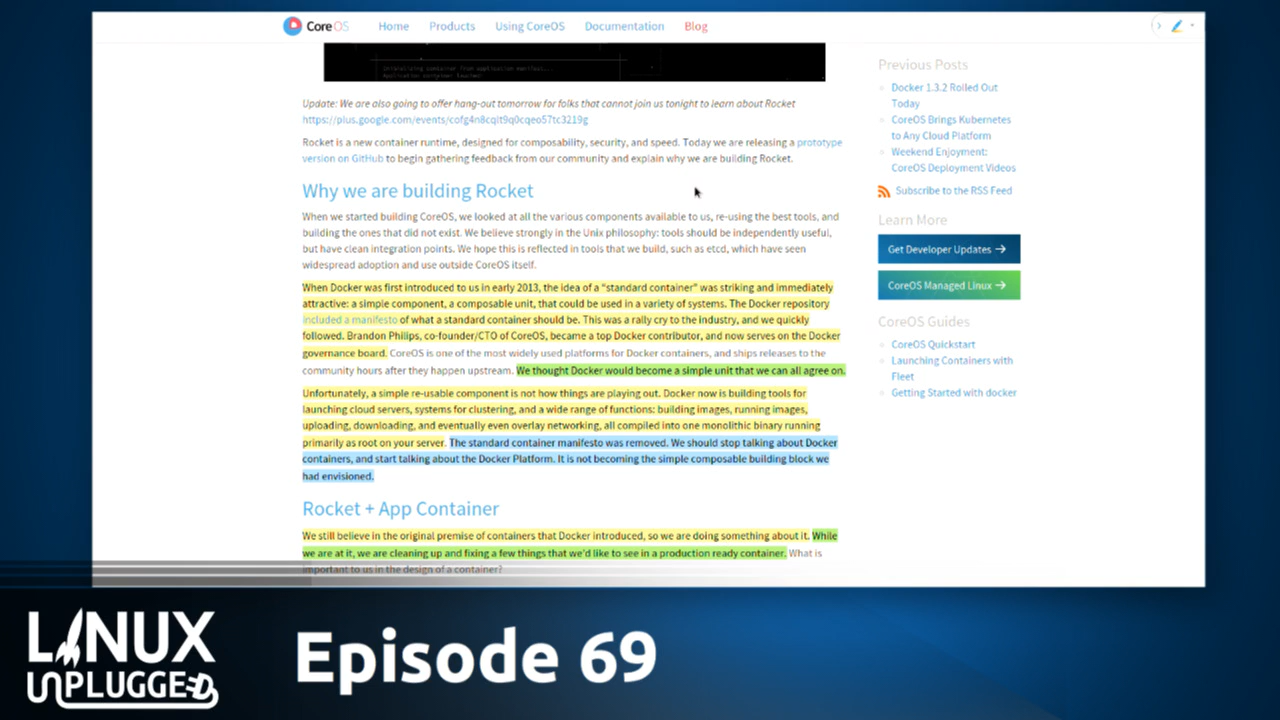 CoreOS
Home
Products
Using CoreOS
Documentation
Blog
Initializing container from application manifest...
Application container launched!
Update: We are also going to offer hang-out tomorrow for folks that cannot join us tonight to learn about Rocket
https://plus.google.com/events/cofg4n8cqit9q0cqeo57tc3219g
Rocket is a new container runtime, designed for composability, security, and speed. Today we are releasing a prototype
version on GitHub to begin gathering feedback from our community and explain why we are building Rocket.
Why we are building Rocket
When we started building CoreOS, we looked at all the various components available to us, re-using the best tools, and
building the ones that did not exist. We believe strongly in the Unix philosophy: tools should be independently useful,
but have clean integration points. We hope this is reflected in tools that we build, such as etcd, which have seen
widespread adoption and use outside CoreOS itself.
When Docker was first introduced to us in early 2013, the idea of a "standard container" was striking and immediately
attractive: a simple component, a composable unit, that could be used in a variety of systems. The Docker repository
included a manifesto of what a standard container should be. This was a rally cry to the industry, and we quickly
followed. Brandon Philips, co-founder/CTO of CoreOS, became a top Docker contributor, and now serves on the Docker
governance board. CoreOS is one of the most widely used platforms for Docker containers, and ships releases to the
community hours after they happen upstream. We thought Docker would become a simple unit that we can all agree on.
Unfortunately, a simple re-usable component is not how things are playing out. Docker now is building tools for
launching cloud servers, systems for clustering, and a wide range of functions: building images, running images,
uploading, downloading, and eventually even overlay networking, all compiled into one monolithic binary running
primarily as root on your server. The standard container manifesto was removed. We should stop talking about Docker
containers, and start talking about the Docker Platform. It is not becoming the simple composable building block we
had envisioned.
Rocket + App Container
We still believe in the original premise of containers that Docker introduced, so we are doing something about it. While
we are at it, we are cleaning up and fixing a few things that we'd like to see in a production ready container. What is
important to us in the design of a container?
Previous Posts
Docker 1.3.2 Rolled Out
Today
CoreOS Brings Kubernetes
to Any Cloud Platform
Weekend Enjoyment:
CoreOS Deployment Videos
Subscribe to the RSS Feed
Learn More
Get Developer Updates →
CoreOS Managed Linux →
CoreOS Guides
CoreOS Quickstart
Launching Containers with
Fleet
Getting Started with docker
LINUX
UNPLUGGED
Episode 69